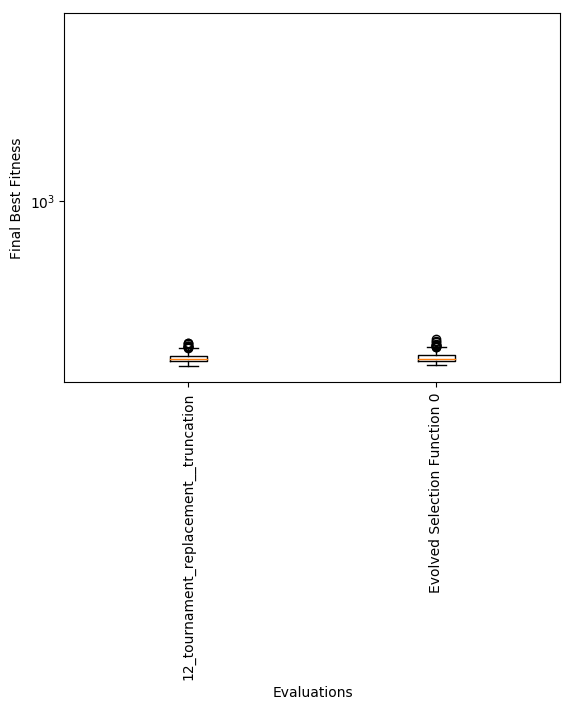 Final Best Fitness
10³
12_tournament_replacement__truncation
Evolved Selection Function 0
Evaluations